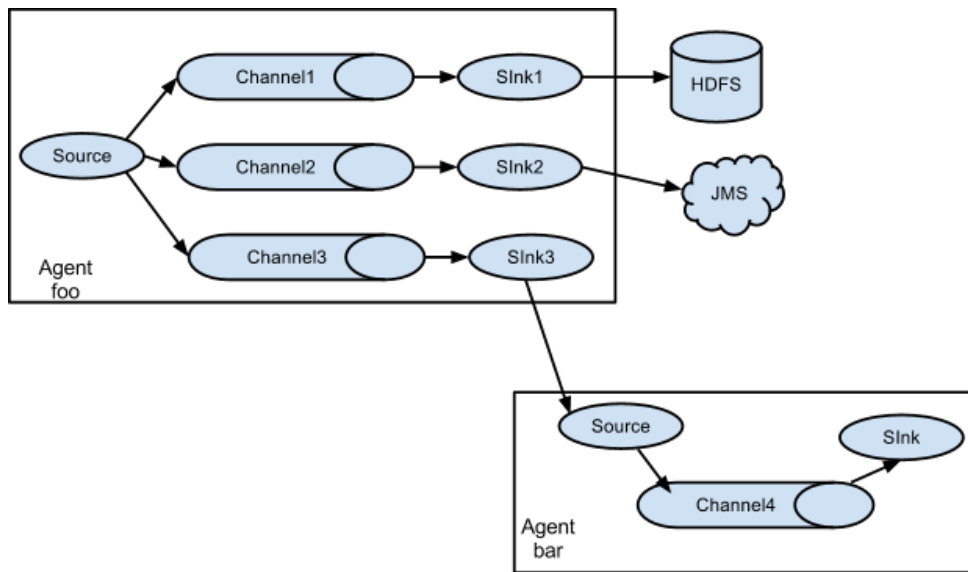 Channel1
SInk1
HDFS
Source
Channel2
SInk2
JMS
Channel3
SInk3
Agent
foo
Source
SInk
Channel4
Agent
bar